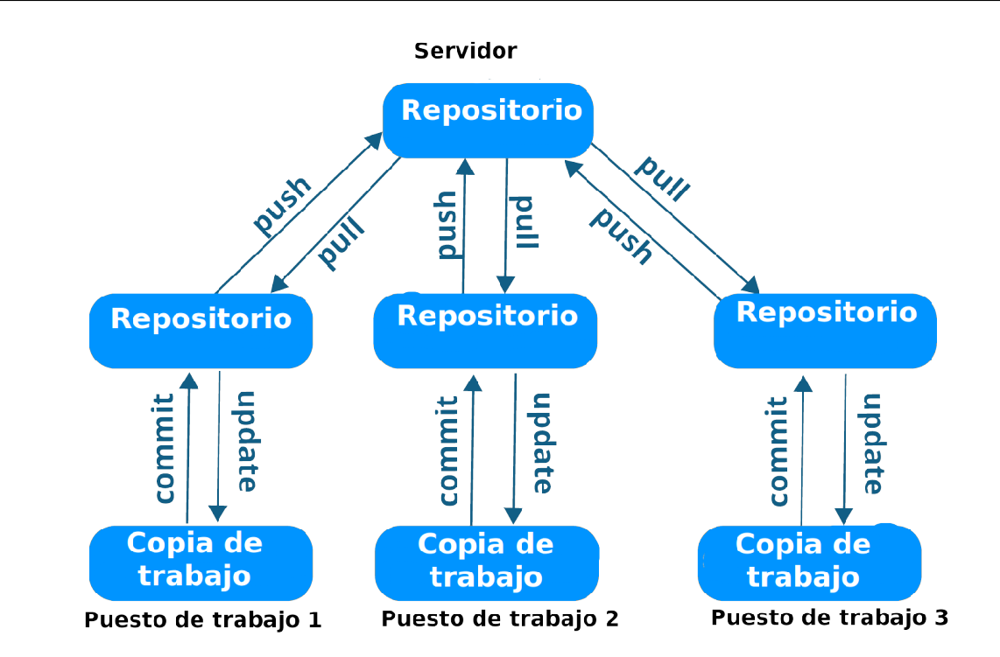 Servidor
Repositorio
push
pull
push
pull
pull
push
Repositorio
Repositorio
Repositorio
commit
update
commit
update
commit
update
Copia de
trabajo
Copia de
trabajo
Copia de
trabajo
Puesto de trabajo 1
Puesto de trabajo 2
Puesto de trabajo 3